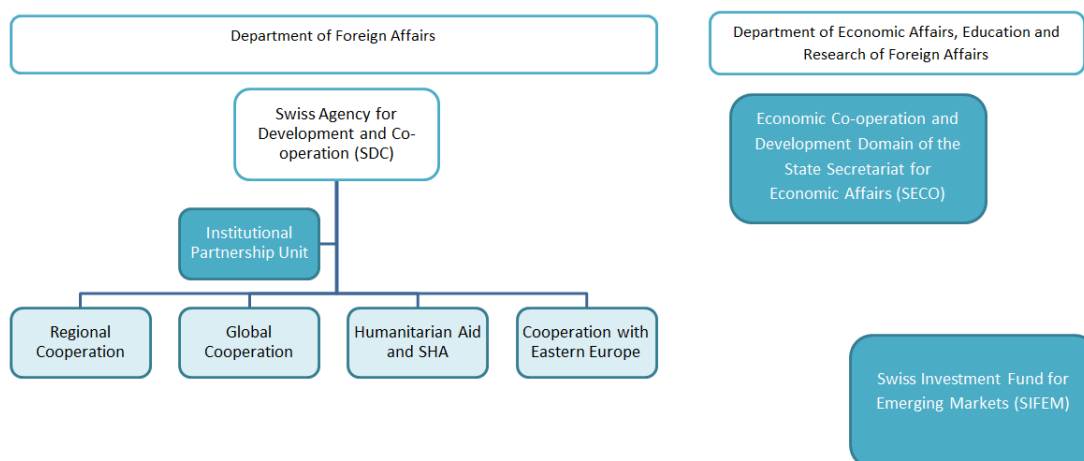 Department of Foreign Affairs
Department of Economic Affairs, Education and
Research of Foreign Affairs
Swiss Agency for
Development and Co-
operation (SDC)
Economic Co-operation and
Development Domain of the
State Secretariat for
Economic Affairs (SECO)
Institutional
Partnership Unit
Regional
Cooperation
Global
Cooperation
Humanitarian Aid
and SHA
Cooperation with
Eastern Europe
Swiss Investment Fund for
Emerging Markets (SIFEM)